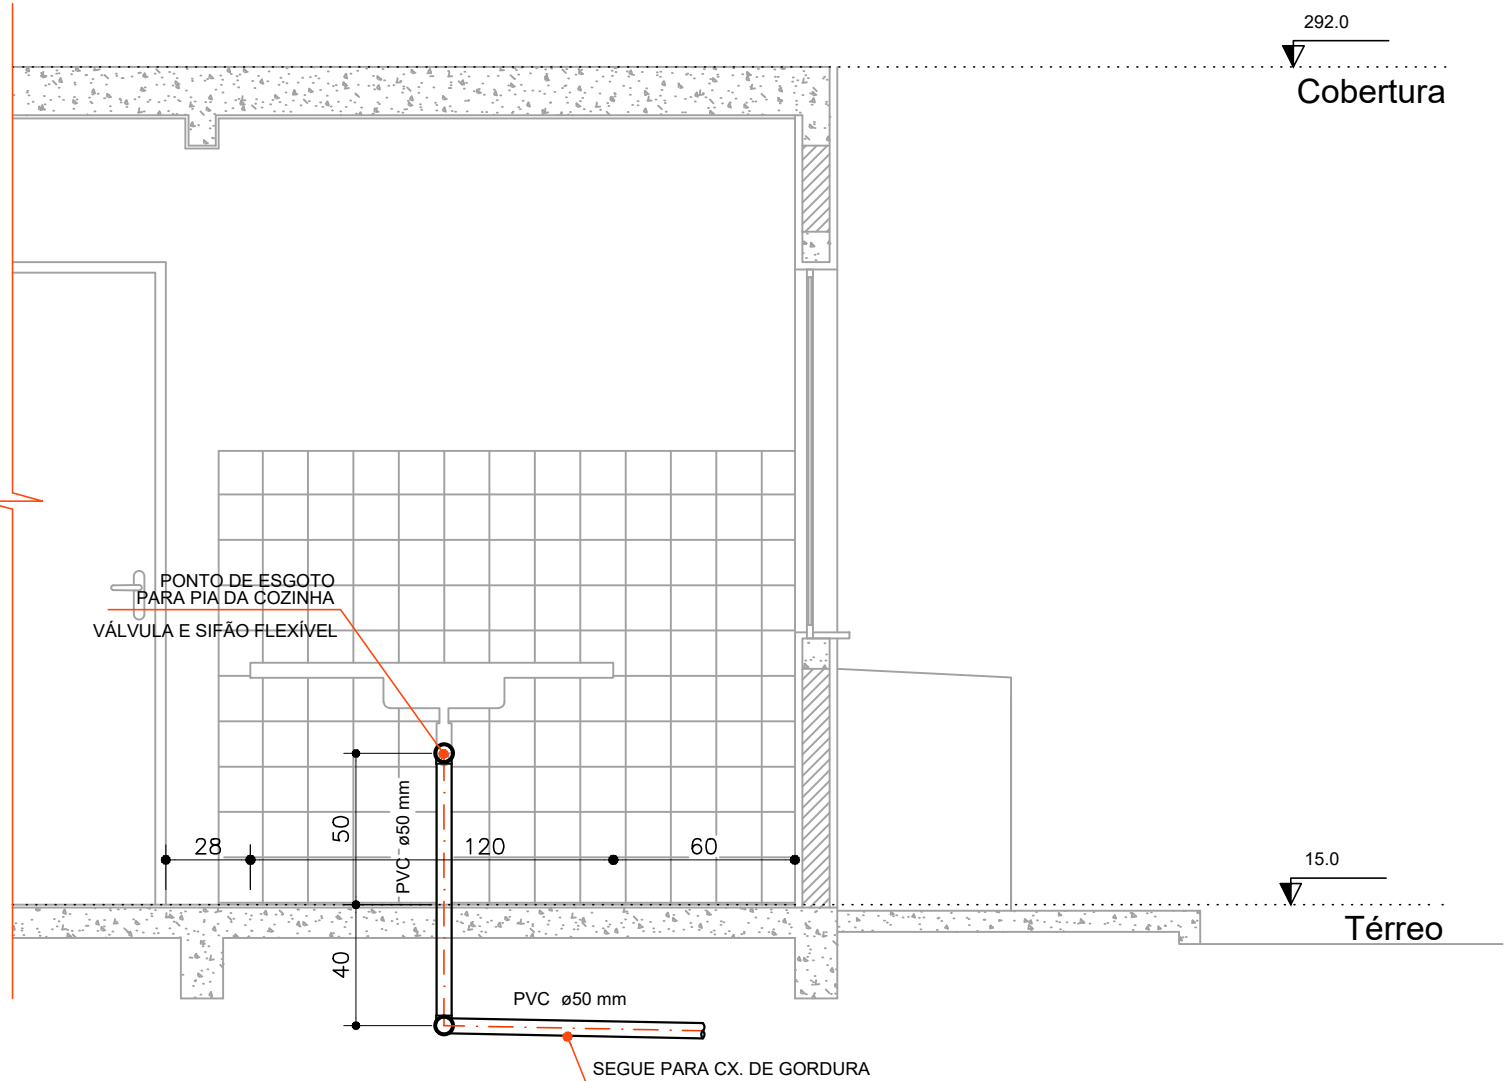 292.0
Cobertura
PONTO DE ESGOTO
PARA PIA DA COZINHA
VÁLVULA E SIFÃO FLEXÍVEL
PVC ø50 mm
50
28
120
60
15.0
Térreo
40
PVC ø50 mm
SEGUE PARA CX. DE GORDURA